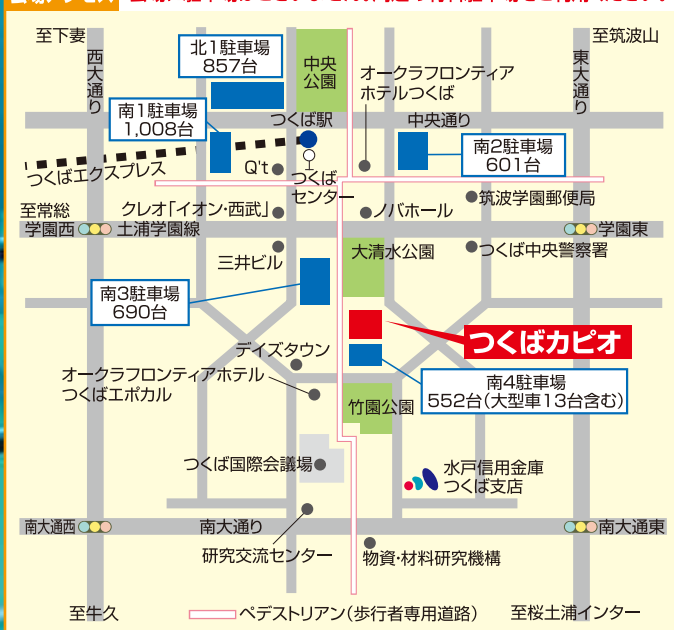 会場アクセス
至下妻
西大通り
北1駐車場
857台
中央
公園
オークラフロンティア
ホテルつくば
至筑波山
東大通り
南1駐車場
1,008台
つくば駅
中央通り
南2駐車場
601台
つくばエクスプレス
Q't
つくば
センター
至常総
クレオ「イオン・西武」
ノバホール
筑波学園郵便局
学園西
土浦学園線
学園東
三井ビル
大清水公園
つくば中央警察署
南3駐車場
690台
つくばカピオ
デイズタウン
オークラフロンティアホテル
つくばエポカル
南4駐車場
552台(大型車13台含む)
竹園公園
つくば国際会議場
水戸信用金庫
つくば支店
南大通西
南大通り
南大通東
研究交流センター
物資・材料研究機構
至牛久
ペデストリアン(歩行者専用道路)
至桜土浦インター